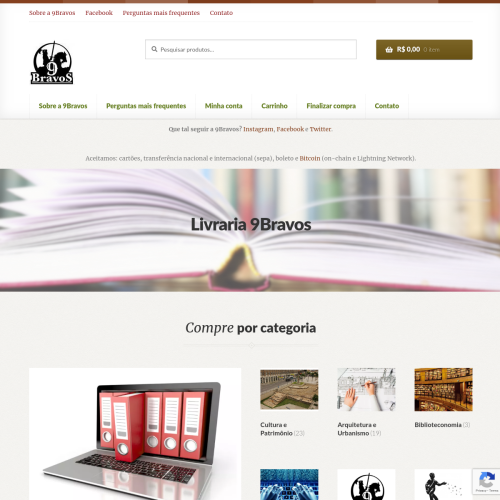 Sobre a 9Bravos Facebook Perguntas mais frequentes Contato
9
BravoS
Pesquisar produtos...
R$ 0,00 0 item
Sobre a 9Bravos Perguntas mais frequentes Minha conta Carrinho Finalizar compra Contato
Que tal seguir a 9Bravos? Instagram, Facebook e Twitter.
Aceitamos: cartões, transferência nacional e internacional (sepa), boleto e Bitcoin (on-chain e Lightning Network).
Livraria 9Bravos
Compre por categoria
Cultura e
Patrimônio (23)
Arquitetura e
Urbanismo (19)
Biblioteconomia (3)